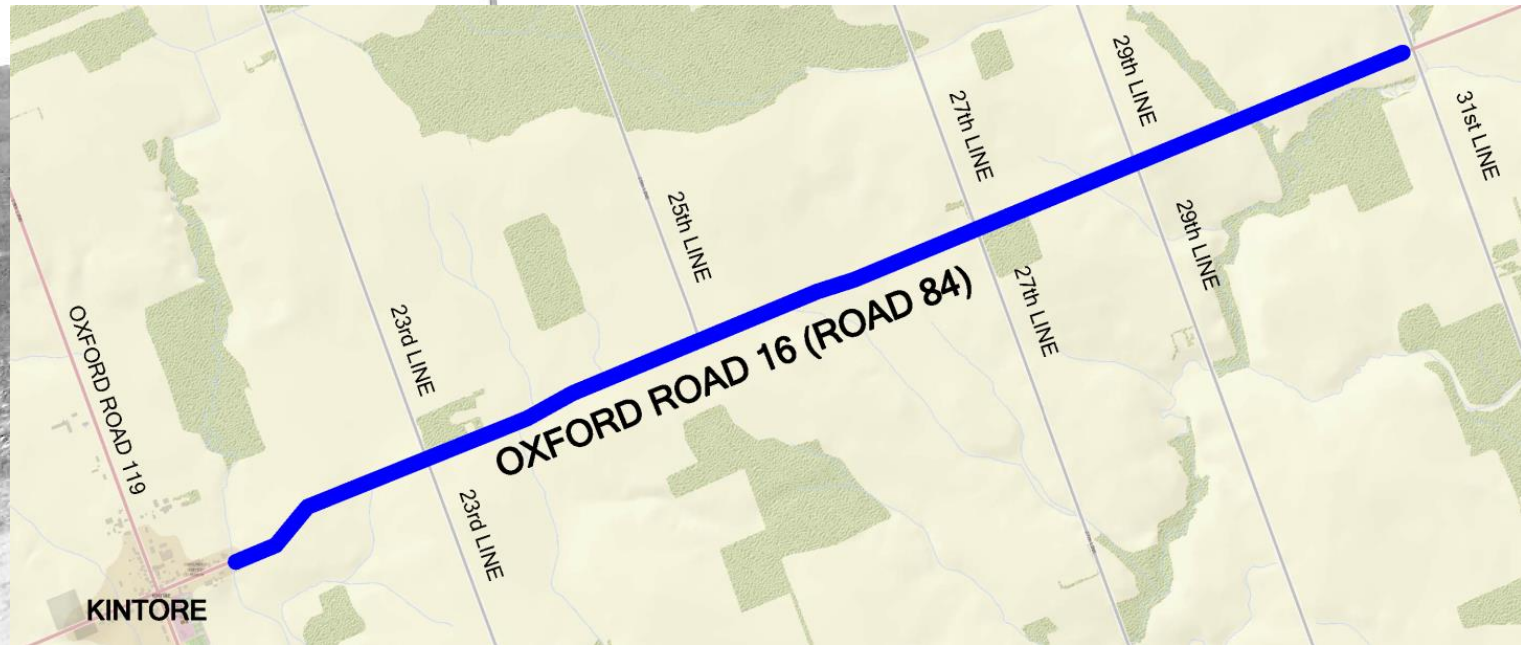 29th LINE
27th LINE
31st LINE
25th LINE
29th LINE
23rd LINE
27th LINE
OXFORD ROAD 16 (ROAD 84)
OXFORD ROAD 119
23rd LINE
KINTORE